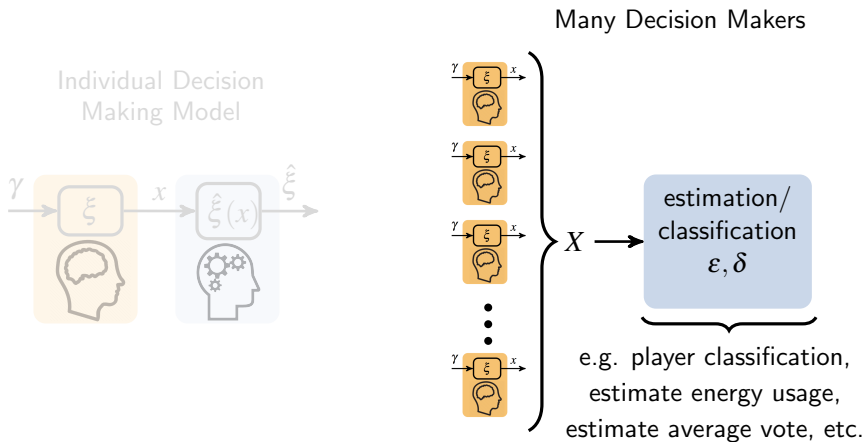 Individual Decision
Making Model
γ
ξ
x
ξ̂(x)
ξ̂
Many Decision Makers
γ
ξ
x
γ
ξ
x
γ
ξ
x
γ
ξ
x
X
estimation/
classification
ε, δ
e.g. player classification,
estimate energy usage,
estimate average vote, etc.